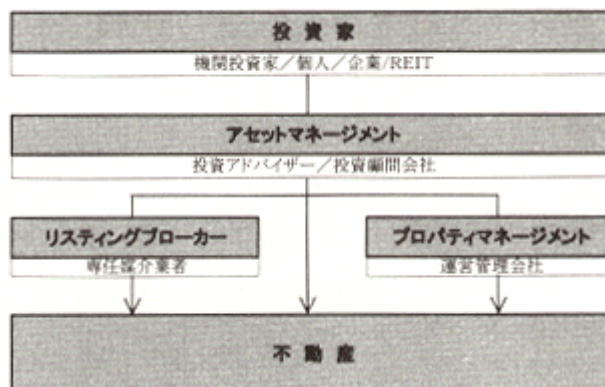 投資家
機関投資家／個人／企業/REIT
アセットマネージメント
投資アドバイザー／投資顧問会社
リスティングブローカー
プロパティマネージメント
専任媒介業者
運営管理会社
不動産